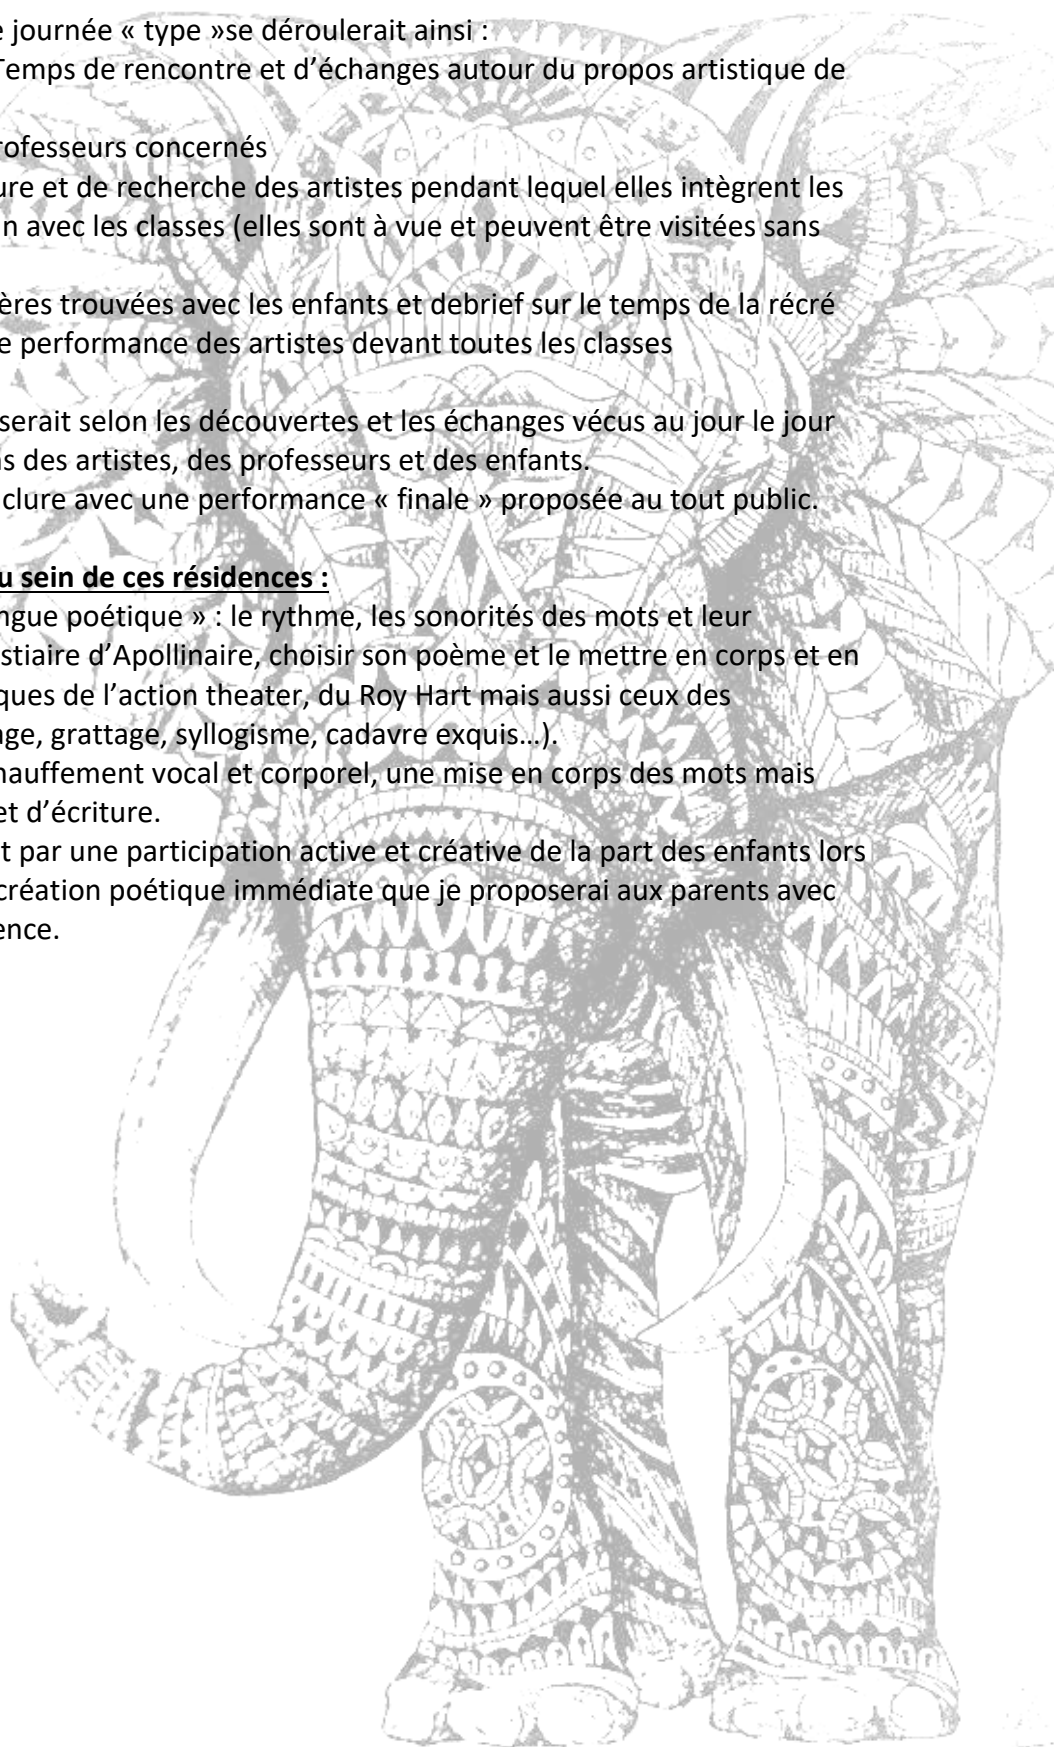 e journée « type »se déroulerait ainsi :
Temps de rencontre et d’échanges autour du propos artistique de
rofesseurs concernés
ure et de recherche des artistes pendant lequel elles intègrent les
n avec les classes (elles sont à vue et peuvent être visitées sans
ères trouvées avec les enfants et debrief sur le temps de la récré
e performance des artistes devant toutes les classes
serait selon les découvertes et les échanges vécus au jour le jour
s des artistes, des professeurs et des enfants.
clure avec une performance « finale » proposée au tout public.
u sein de ces résidences :
ngue poétique » : le rythme, les sonorités des mots et leur
stiaire d’Apollinaire, choisir son poème et le mettre en corps et en
ques de l’action theater, du Roy Hart mais aussi ceux des
age, grattage, syllogisme, cadavre exquis…).
hauffement vocal et corporel, une mise en corps des mots mais
et d’écriture.
t par une participation active et créative de la part des enfants lors
création poétique immédiate que je proposerai aux parents avec
ence.